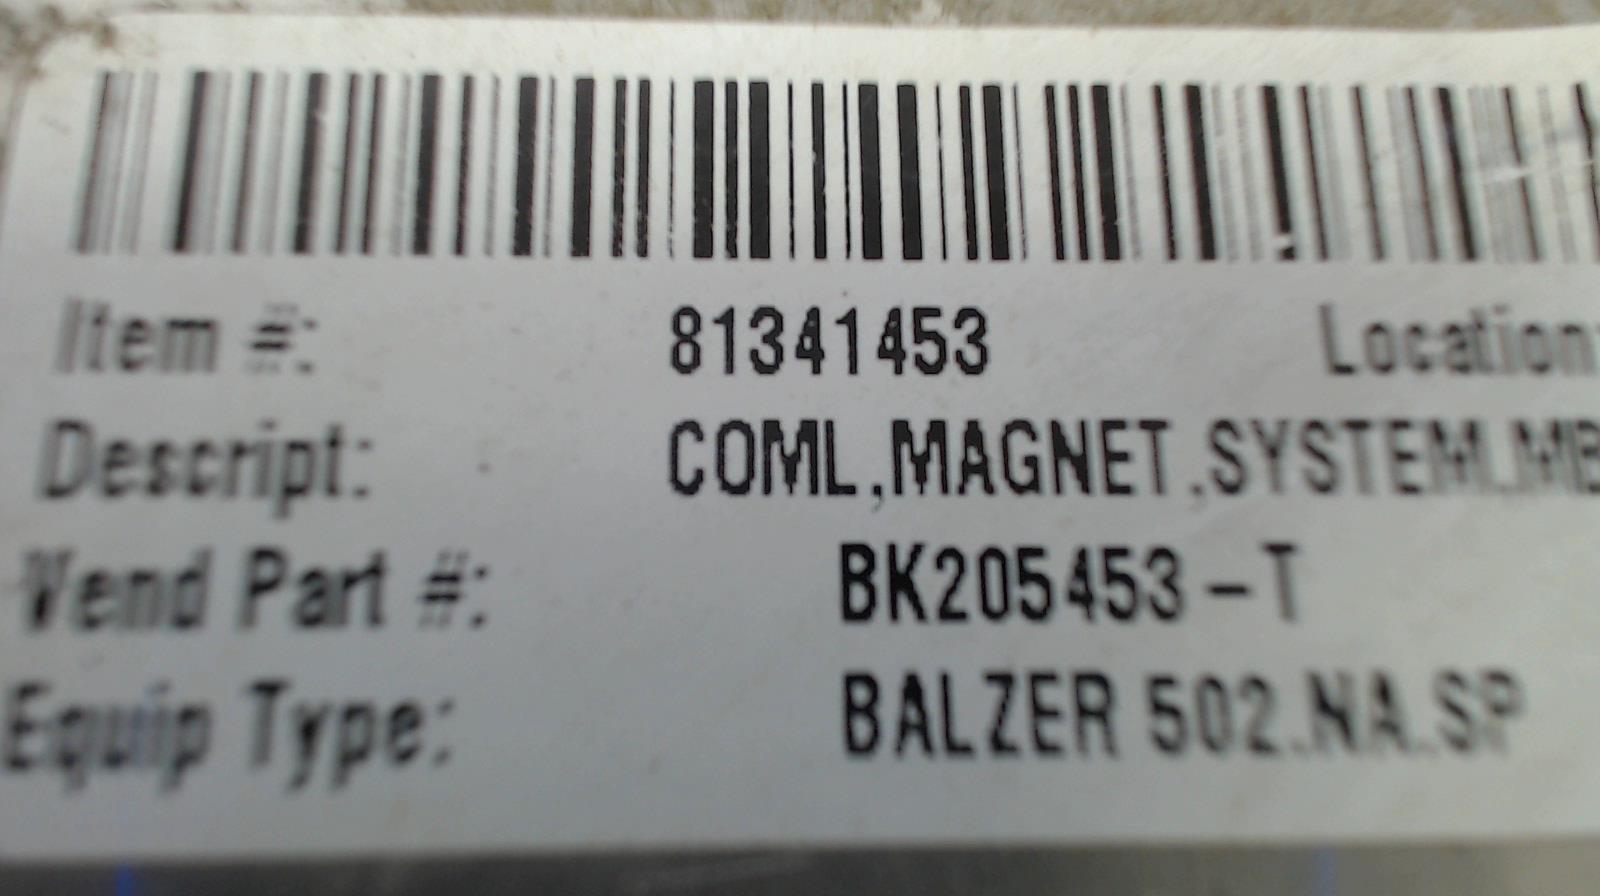 Item #: 81341453 Location:
Descript: COML,MAGNET,SYSTEM,MB
Vend Part #: BK205453-T
Equip Type: BALZER 502.NA.SP